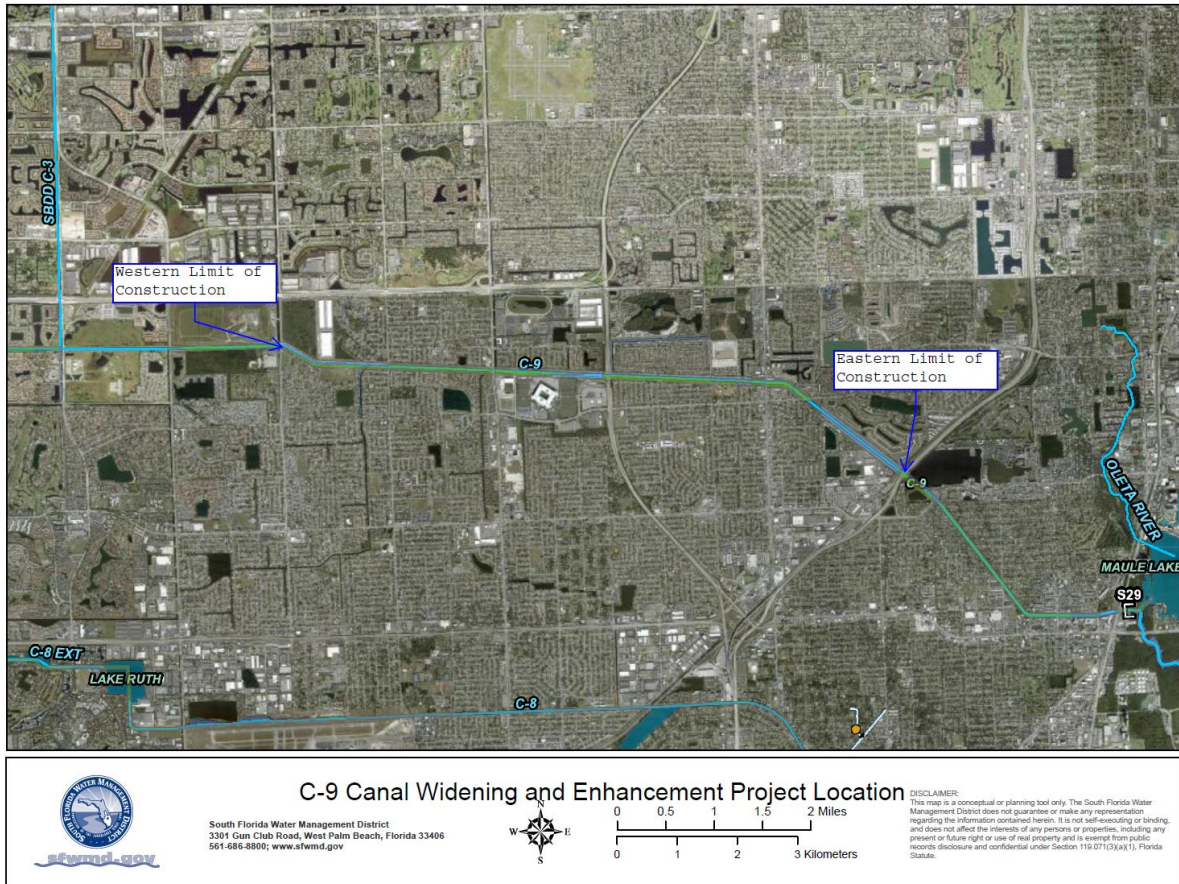 SBDD C-3
Western Limit of
Construction
C-9
Eastern Limit of
Construction
C-9
OLETA RIVER
MAULE LAKE
S29
C-8 EXT
LAKE RUTH
C-8
SOUTH FLORIDA WATER MANAGEMENT DISTRICT
sfwmd.gov
C-9 Canal Widening and Enhancement Project Location
South Florida Water Management District
3301 Gun Club Road, West Palm Beach, Florida 33406
561-686-8800; www.sfwmd.gov
N
W E
S
0 0.5 1 1.5 2 Miles
0 1 2 3 Kilometers
DISCLAIMER:
This map is a conceptual or planning tool only. The South Florida Water
Management District does not guarantee or make any representation
regarding the information contained herein. It is not self-executing or binding,
and does not affect the interests of any persons or properties, including any
present or future right or use of real property and is exempt from public
records disclosure and confidential under Section 119.071(3)(a)(1), Florida
Statute.